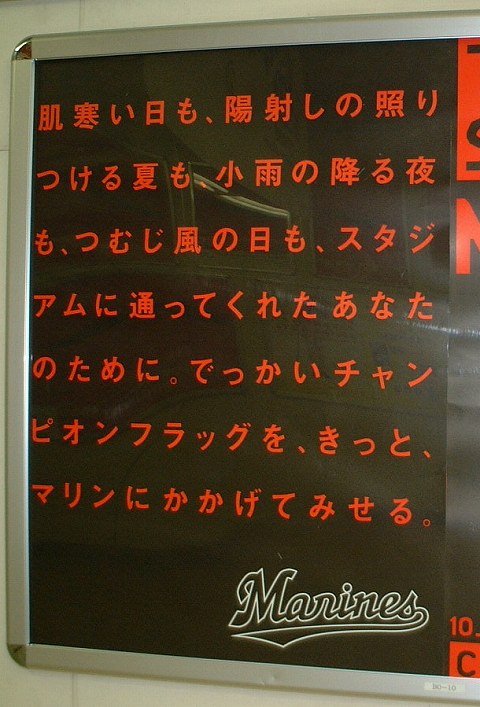 肌寒い日も、陽射しの照り
つける夏も、小雨の降る夜
も、つむじ風の日も、スタジ
アムに通ってくれたあなた
のために。でっかいチャン
ピオンフラッグを、きっと、
マリンにかかげてみせる。
Marines
10.
C